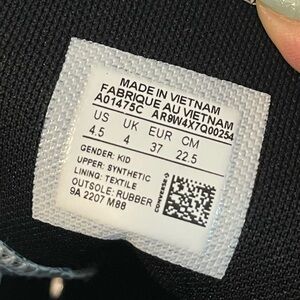 MADE IN VIETNAM
FABRIQUE AU VIETNAM
A01475C AR9W4X7Q00254
US UK EUR CM
4.5 4 37 22.5
GENDER: KID
UPPER: SYNTHETIC
LINING: TEXTILE
OUTSOLE: RUBBER
9A 2207 M88
CONVERSE